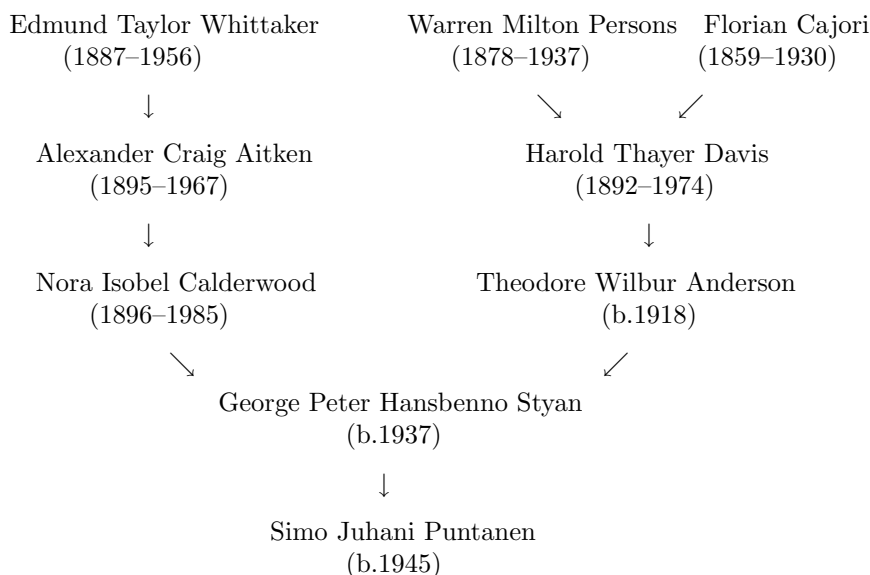 Edmund Taylor Whittaker Warren Milton Persons Florian Cajori
(1887–1956) (1878–1937) (1859–1930)
Alexander Craig Aitken Harold Thayer Davis
(1895–1967) (1892–1974)
Nora Isobel Calderwood Theodore Wilbur Anderson
(1896–1985) (b.1918)
George Peter Hansbenno Styan
(b.1937)
Simo Juhani Puntanen
(b.1945)